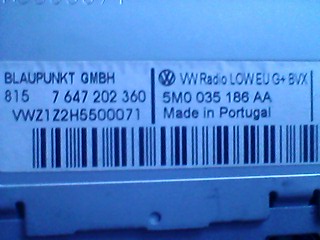 BLAUPUNKT GMBH
815 7 647 202 360
VWZ1Z2H5500071
VW Radio LOW EU G+ BVX
5M0 035 186 AA
Made in Portugal